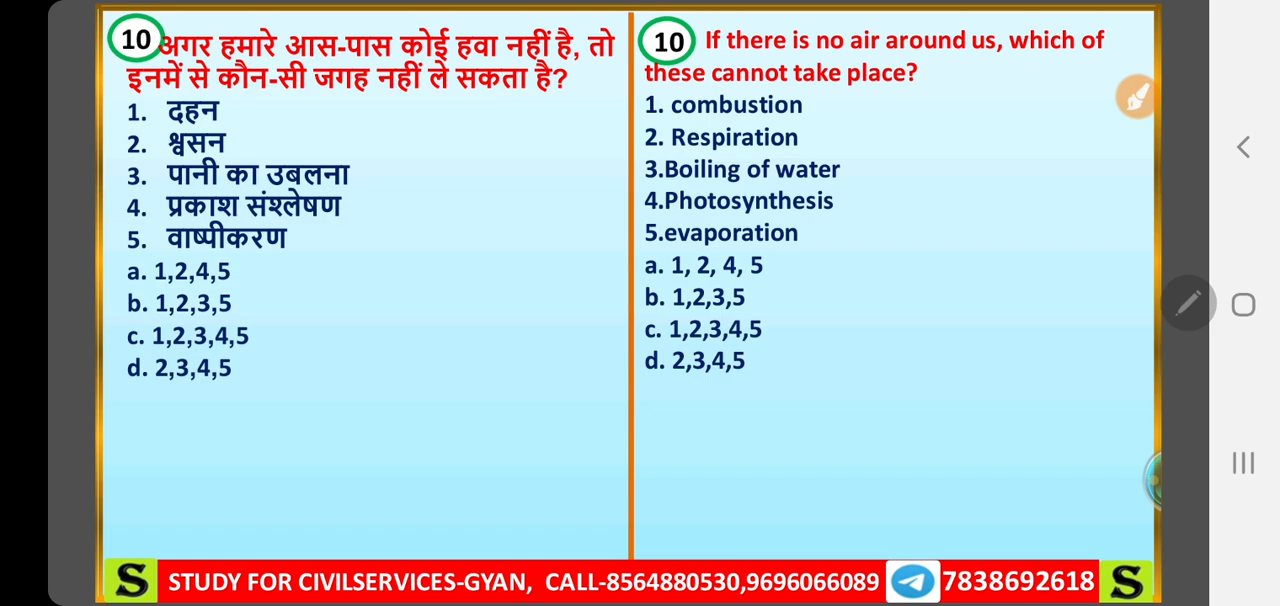 10 अगर हमारे आस-पास कोई हवा नहीं है, तो
इनमें से कौन-सी जगह नहीं ले सकता है?
1. दहन
2. श्वसन
3. पानी का उबलना
4. प्रकाश संश्लेषण
5. वाष्पीकरण
a. 1,2,4,5
b. 1,2,3,5
c. 1,2,3,4,5
d. 2,3,4,5
10 If there is no air around us, which of
these cannot take place?
1. combustion
2. Respiration
3.Boiling of water
4.Photosynthesis
5.evaporation
a. 1, 2, 4, 5
b. 1,2,3,5
c. 1,2,3,4,5
d. 2,3,4,5
S STUDY FOR CIVILSERVICES-GYAN, CALL-8564880530,9696066089 7838692618 S